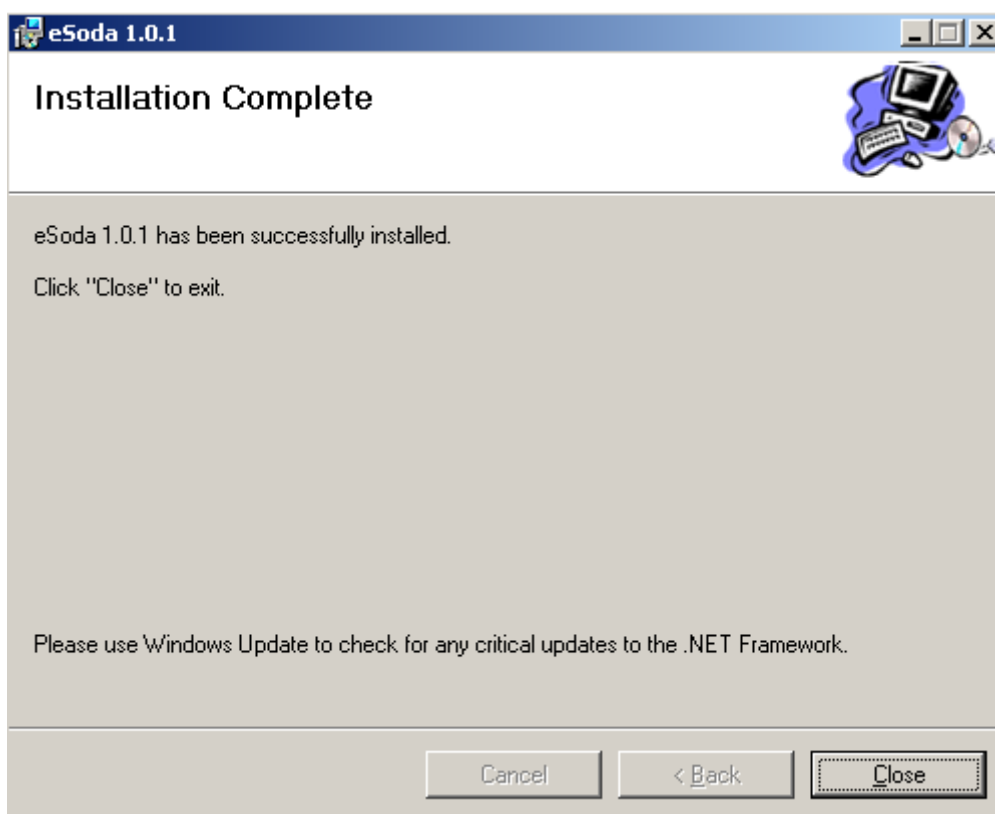 eSoda 1.0.1
Installation Complete
eSoda 1.0.1 has been successfully installed.
Click "Close" to exit.
Please use Windows Update to check for any critical updates to the .NET Framework.
Cancel
< Back
Close